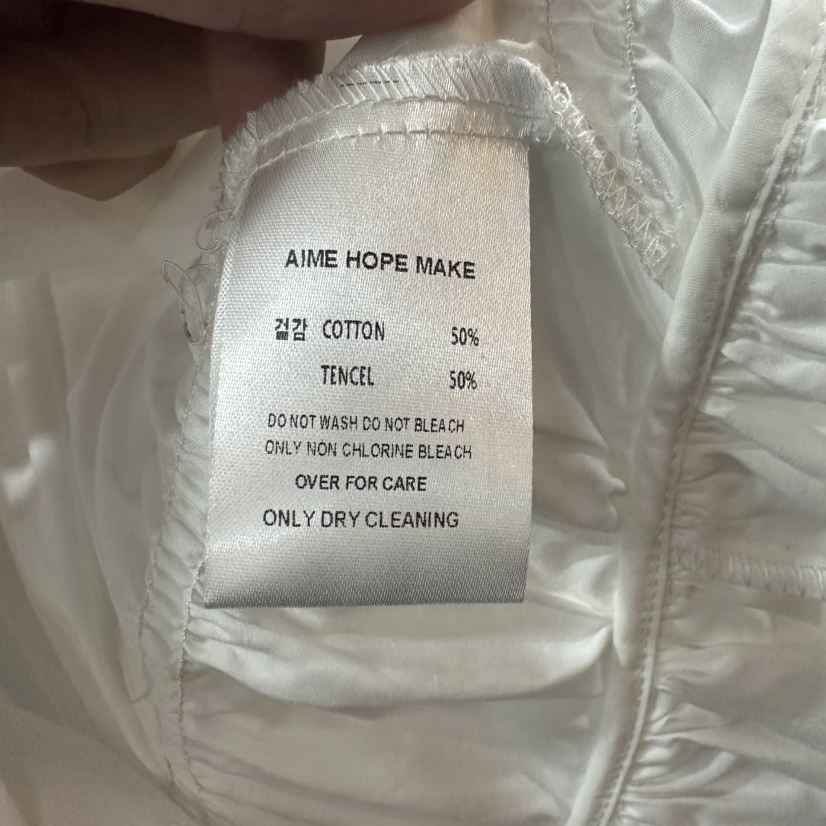 AIME HOPE MAKE
겉감 COTTON 50%
TENCEL 50%
DO NOT WASH DO NOT BLEACH
ONLY NON CHLORINE BLEACH
OVER FOR CARE
ONLY DRY CLEANING